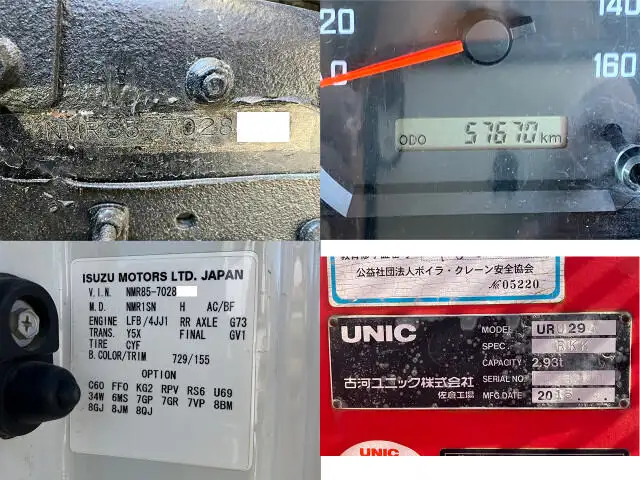 NMR85-7028
20
0
140
160
ODO 57670km
ISUZU MOTORS LTD. JAPAN
V.I.N. NMR85-7028
M.D. NMR1SN H AC/BF
ENGINE LFB /4JJ1 RR AXLE G73
TRANS. Y5X FINAL GV1
TIRE CYF
B.COLOR/TRIM 729/155
OPTION
C60 FF0 KG2 RPV RS6 U69
34W 6MS 7GP 7GR 7VP 8BM
8GJ 8JM 8QJ
公益社団法人ボイラ・クレーン安全協会
№05220
UNIC
古河ユニック株式会社
佐倉工場
MODEL
SPEC.
CAPACITY 2.93t
SERIAL NO.
MFG.DATE
UNIC